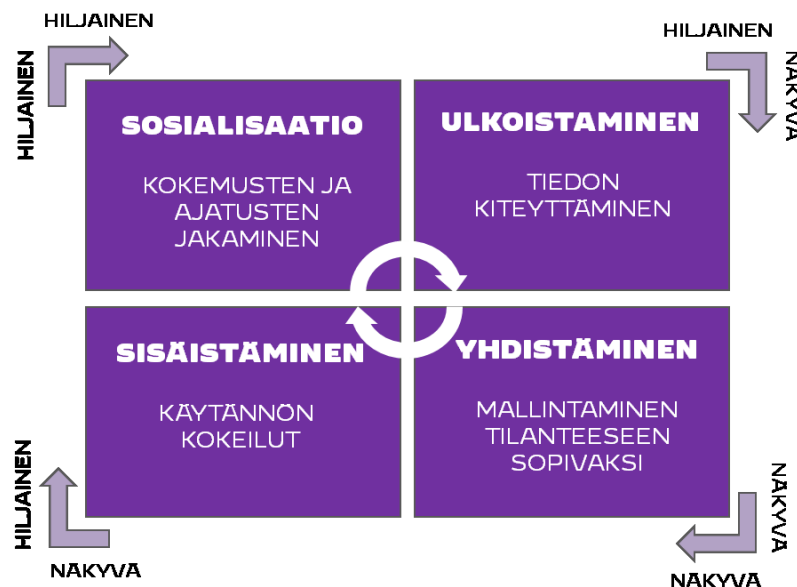 HILJAINEN
HILJAINEN
SOSIALISAATIO
KOKEMUSTEN JA
AJATUSTEN
JAKAMINEN
HILJAINEN
NÄKYVÄ
ULKOISTAMINEN
TIEDON
KITEYTTÄMINEN
SISÄISTÄMINEN
KÄYTÄNNÖN
KOKEILUT
HILJAINEN
NÄKYVÄ
YHDISTÄMINEN
MALLINTAMINEN
TILANTEESEEN
SOPIVAKSI
NÄKYVÄ
NÄKYVÄ